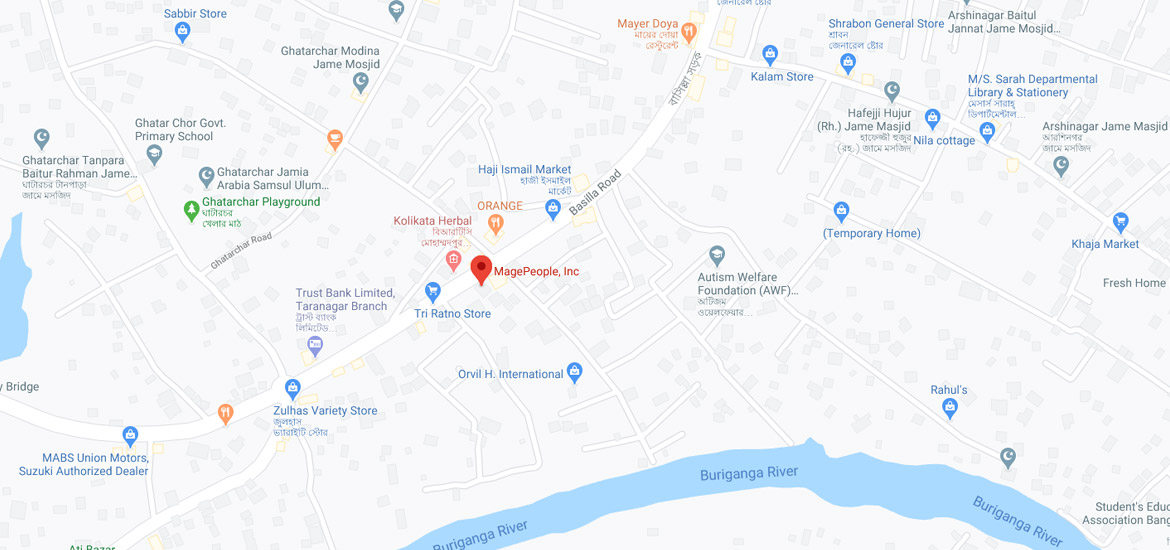 জেনারেল ষ্টোর
Sabbir Store
Mayer Doya
মায়ের দোয়া
রেস্টুরেন্ট
Shrabon General Store
শ্রাবন
জেনারেল ষ্টোর
Arshinagar Baitul
Jannat Jame Mosjid...
Ghatarchar Modina
Jame Mosjid
বাসিল্লা সড়ক
Kalam Store
M/S. Sarah Departmental
Library & Stationery
মেসার্স সারাহ্
ডিপার্টমেন্টাল...
Ghatar Chor Govt.
Primary School
Hafejji Hujur
(Rh.) Jame Masjid
হাফেজ্জী হুজুর
(রহ:) জামে মসজিদ
Nila cottage
Arshinagar Jame Masjid
আরশিনগর
জামে মসজিদ
Ghatarchar Tanpara
Baitur Rahman Jame...
ঘাটারচর টানপাড়া
জামে মসজিদ
Ghatarchar Jamia
Arabia Samsul Ulum...
Haji Ismail Market
হাজী ইসমাইল
মার্কেট
Basilla Road
Ghatarchar Playground
ঘাটারচর
খেলার মাঠ
ORANGE
Kolikata Herbal
বিআরটিসি
মোহাম্মদপুর...
Ghatarchar Road
(Temporary Home)
Khaja Market
MagePeople, Inc
Autism Welfare
Foundation (AWF)...
অটিজম
ওয়েলফেয়ার...
Fresh Home
Trust Bank Limited,
Taranagar Branch
ট্রাস্ট ব্যাংক
লিমিটেড...
Tri Ratno Store
Orvil H. International
y Bridge
Rahul's
Zulhas Variety Store
জুলহাস
ভ্যারাইটি স্টোর
MABS Union Motors,
Suzuki Authorized Dealer
Buriganga River
Buriganga River
Buriganga River
Student's Educ
Association Bang
Ati Bazar